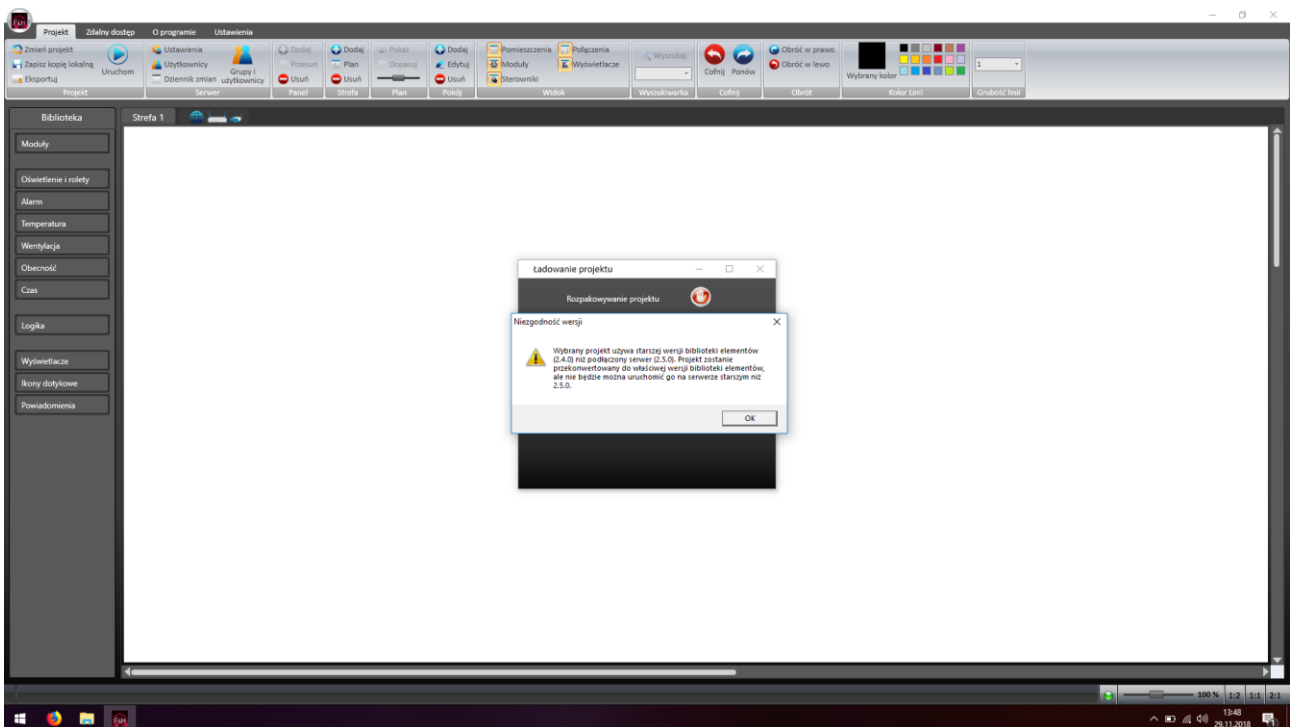 F&H
Projekt Zdalny dostęp O programie Ustawienia
Zmień projekt
Zapisz kopię lokalną
Eksportuj
Uruchom
Projekt
Ustawienia
Użytkownicy
Dziennik zmian
Grupy i
użytkownicy
Serwer
Dodaj
Przesuń
Usuń
Panel
Dodaj
Plan
Usuń
Strefa
Pokaż
Dopasuj
Plan
Dodaj
Edytuj
Usuń
Pokój
Pomieszczenia
Moduły
Sterowniki
Połączenia
Wyświetlacze
Widok
Wyszukaj
Wyszukiwarka
Cofnij Ponów
Cofnij
Obróć w prawo
Obróć w lewo
Obrót
Wybrany kolor
Kolor Linii
1
Grubość linii
Biblioteka
Strefa 1
Moduły
Oświetlenie i rolety
Alarm
Temperatura
Wentylacja
Obecność
Czas
Logika
Wyświetlacze
Ikony dotykowe
Powiadomienia
Ładowanie projektu
Rozpakowywanie projektu
Niezgodność wersji
Wybrany projekt używa starszej wersji biblioteki elementów
(2.4.0) niż podłączony serwer (2.5.0). Projekt zostanie
przekonwertowany do właściwej wersji biblioteki elementów,
ale nie będzie można uruchomić go na serwerze starszym niż
2.5.0.
OK
100 % 1:2 1:1 2:1
F&H
13:48
29.11.2018